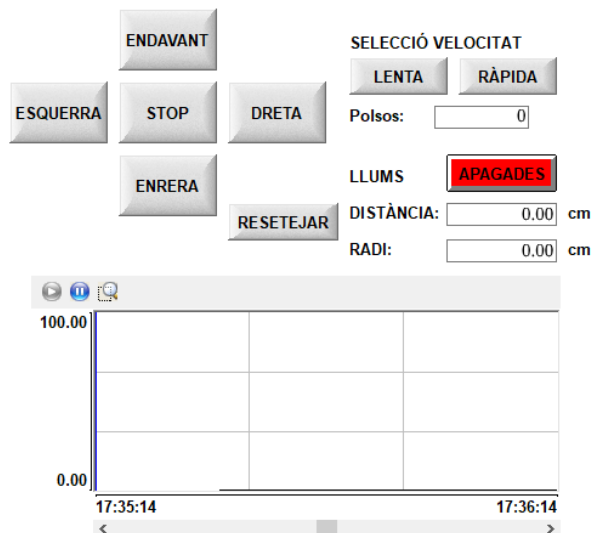 ENDAVANT
SELECCIÓ VELOCITAT
LENTA RÀPIDA
ESQUERRA STOP DRETA
Polsos: 0
ENRERA
LLUMS APAGADES
RESETEJAR
DISTÀNCIA: 0.00 cm
RADI: 0.00 cm
100.00
0.00
17:35:14 17:36:14